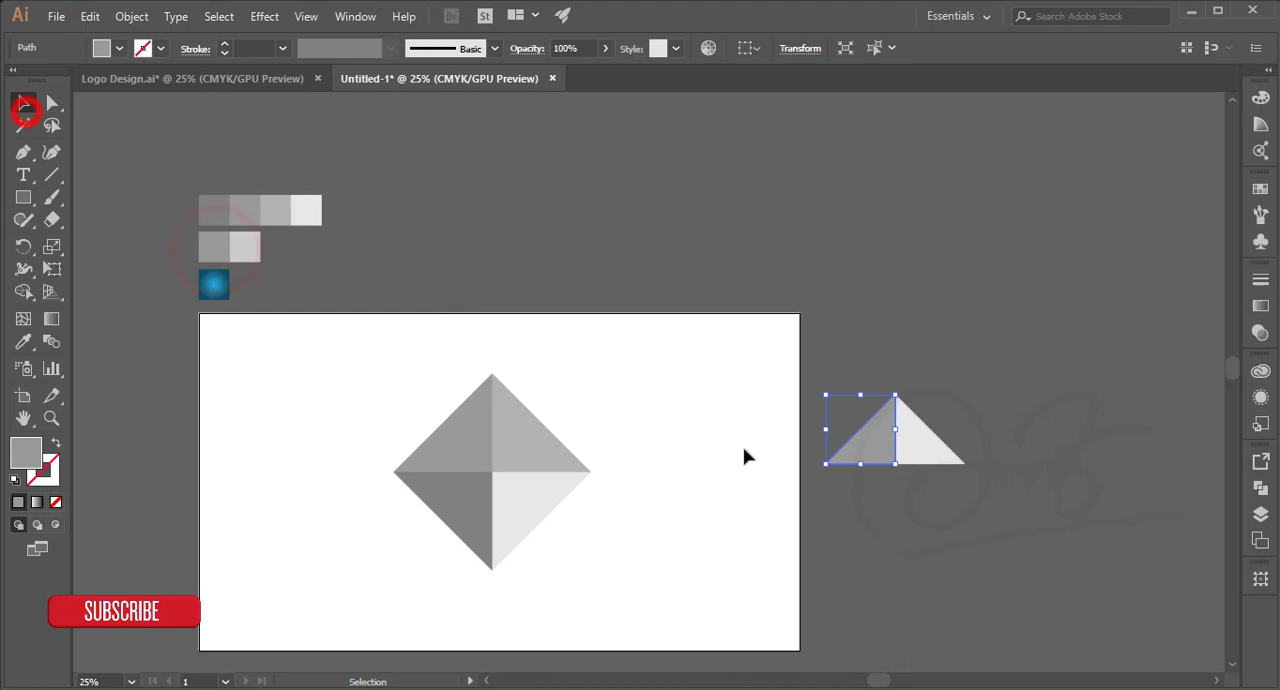 Ai File Edit Object Type Select Effect View Window Help Br St Essentials Search Adobe Stock
Path Stroke: Basic Opacity: 100% Style: Transform
Logo Design.ai* @ 25% (CMYK/GPU Preview) Untitled-1* @ 25% (CMYK/GPU Preview)
T
SUBSCRIBE
25% 1 Selection